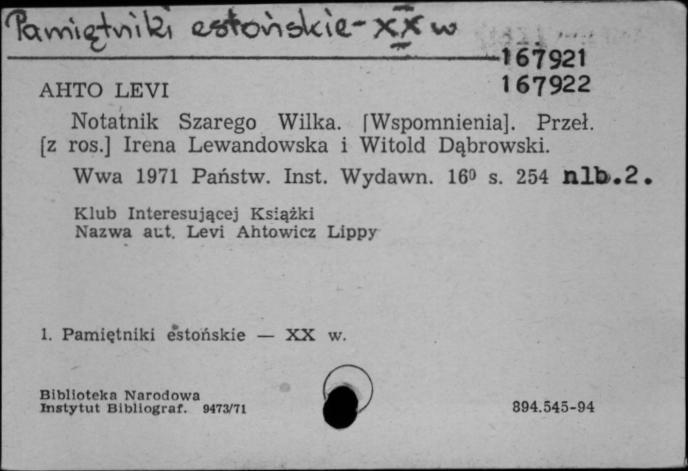 Pamiętniki estońskie - XX w
167921
167922
AHTO LEVI
Notatnik Szarego Wilka. [Wspomnienia]. Przeł.
[z ros.] Irena Lewandowska i Witold Dąbrowski.
Wwa 1971 Państw. Inst. Wydawn. 16⁰ s. 254 nlb.2.
Klub Interesującej Książki
Nazwa aut. Levi Ahtowicz Lippy
1. Pamiętniki estońskie — XX w.
Biblioteka Narodowa
Instytut Bibliograf. 9473/71
894.545-94